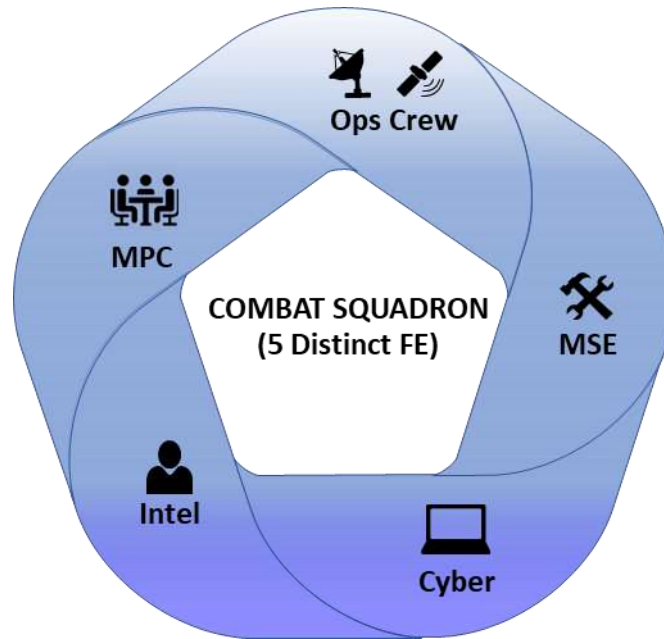 Ops Crew
MPC
COMBAT SQUADRON
(5 Distinct FE)
MSE
Intel
Cyber